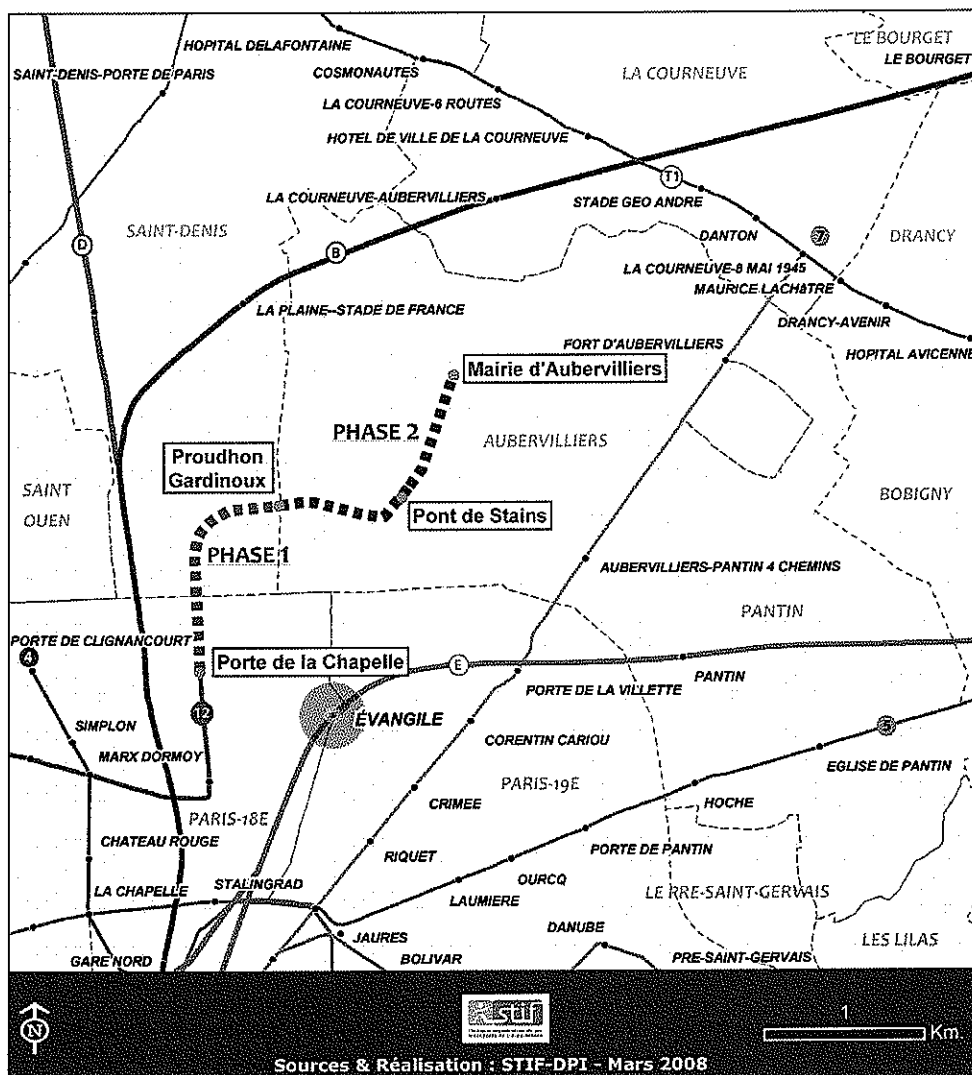 LE BOURGET
HOPITAL DELAFONTAINE
LE BOURGET
SAINT-DENIS-PORTE DE PARIS
COSMONAUTES
LA COURNEUVE
LA COURNEUVE-6 ROUTES
HOTEL DE VILLE DE LA COURNEUVE
T1
LA COURNEUVE-AUBERVILLIERS
STADE GEO ANDRE
SAINT-DENIS
D
B
DANTON
7
DRANCY
LA COURNEUVE-8 MAI 1945
MAURICE LACHâTRE
LA PLAINE--STADE DE FRANCE
DRANCY-AVENIR
FORT D'AUBERVILLIERS
HOPITAL AVICENNE
Mairie d'Aubervilliers
PHASE 2
AUBERVILLIERS
Proudhon
Gardinoux
SAINT
OUEN
BOBIGNY
Pont de Stains
PHASE 1
AUBERVILLIERS-PANTIN 4 CHEMINS
PANTIN
PORTE DE CLIGNANCOURT
4
Porte de la Chapelle
E
PANTIN
PORTE DE LA VILLETTE
12
ÉVANGILE
SIMPLON
CORENTIN CARIOU
5
MARX DORMOY
EGLISE DE PANTIN
PARIS-19E
CRIMEE
HOCHE
PARIS-18E
CHATEAU ROUGE
RIQUET
PORTE DE PANTIN
OURCQ
LA CHAPELLE
STALINGRAD
LAUMIERE
LE PRE-SAINT-GERVAIS
DANUBE
JAURES
LES LILAS
GARE NORD
BOLIVAR
PRE-SAINT-GERVAIS
N
stif
1
Km
Sources & Réalisation : STIF-DPI - Mars 2008